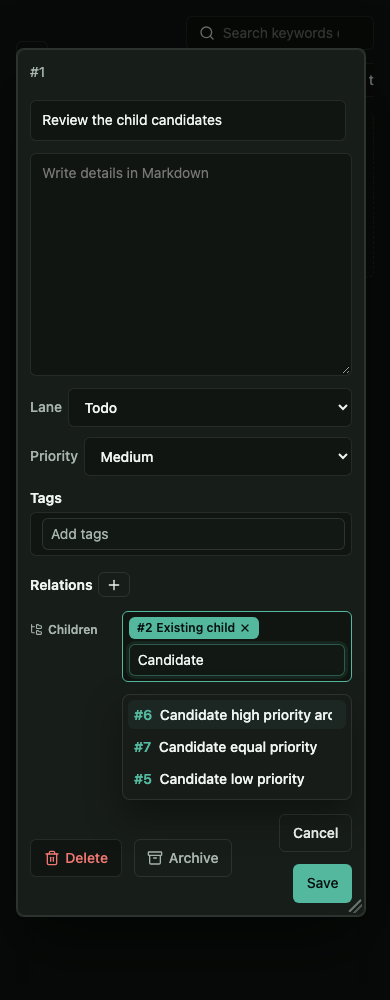 Search keywords
#1
Review the child candidates
Write details in Markdown
Lane
Todo
Priority
Medium
Tags
Add tags
Relations +
Children
#2 Existing child ×
Candidate
#6 Candidate high priority arc
#7 Candidate equal priority
#5 Candidate low priority
Cancel
Delete
Archive
Save